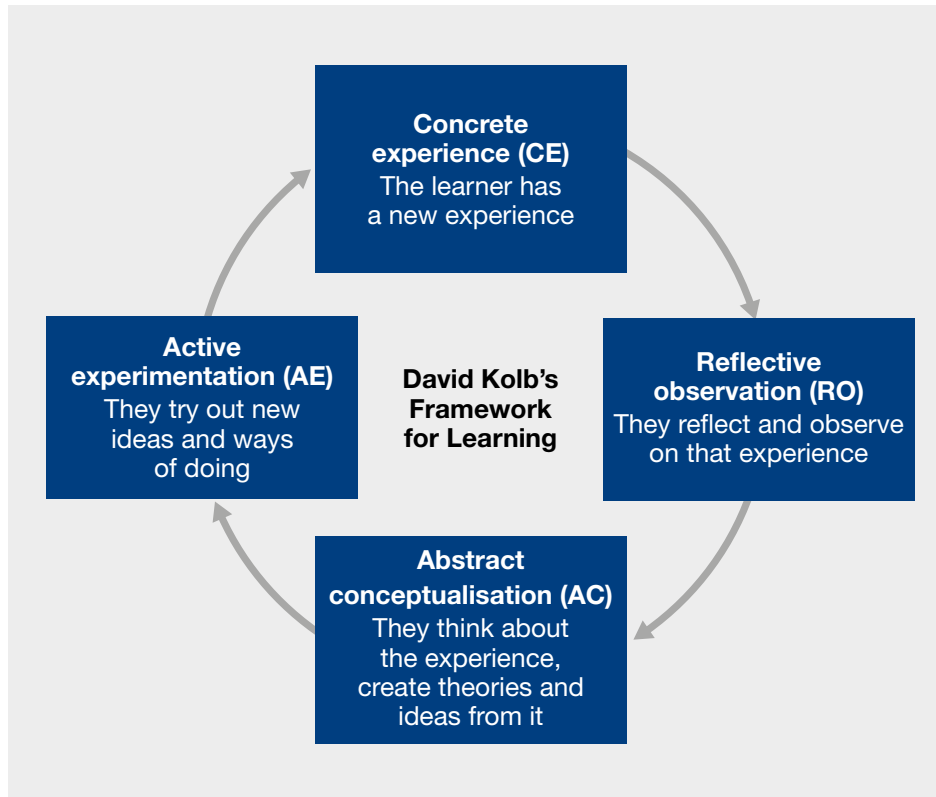 Concrete
experience (CE)
The learner has
a new experience
Reflective
observation (RO)
They reflect and observe
on that experience
Abstract
conceptualisation (AC)
They think about
the experience,
create theories and
ideas from it
Active
experimentation (AE)
They try out new
ideas and ways
of doing
David Kolb’s
Framework
for Learning